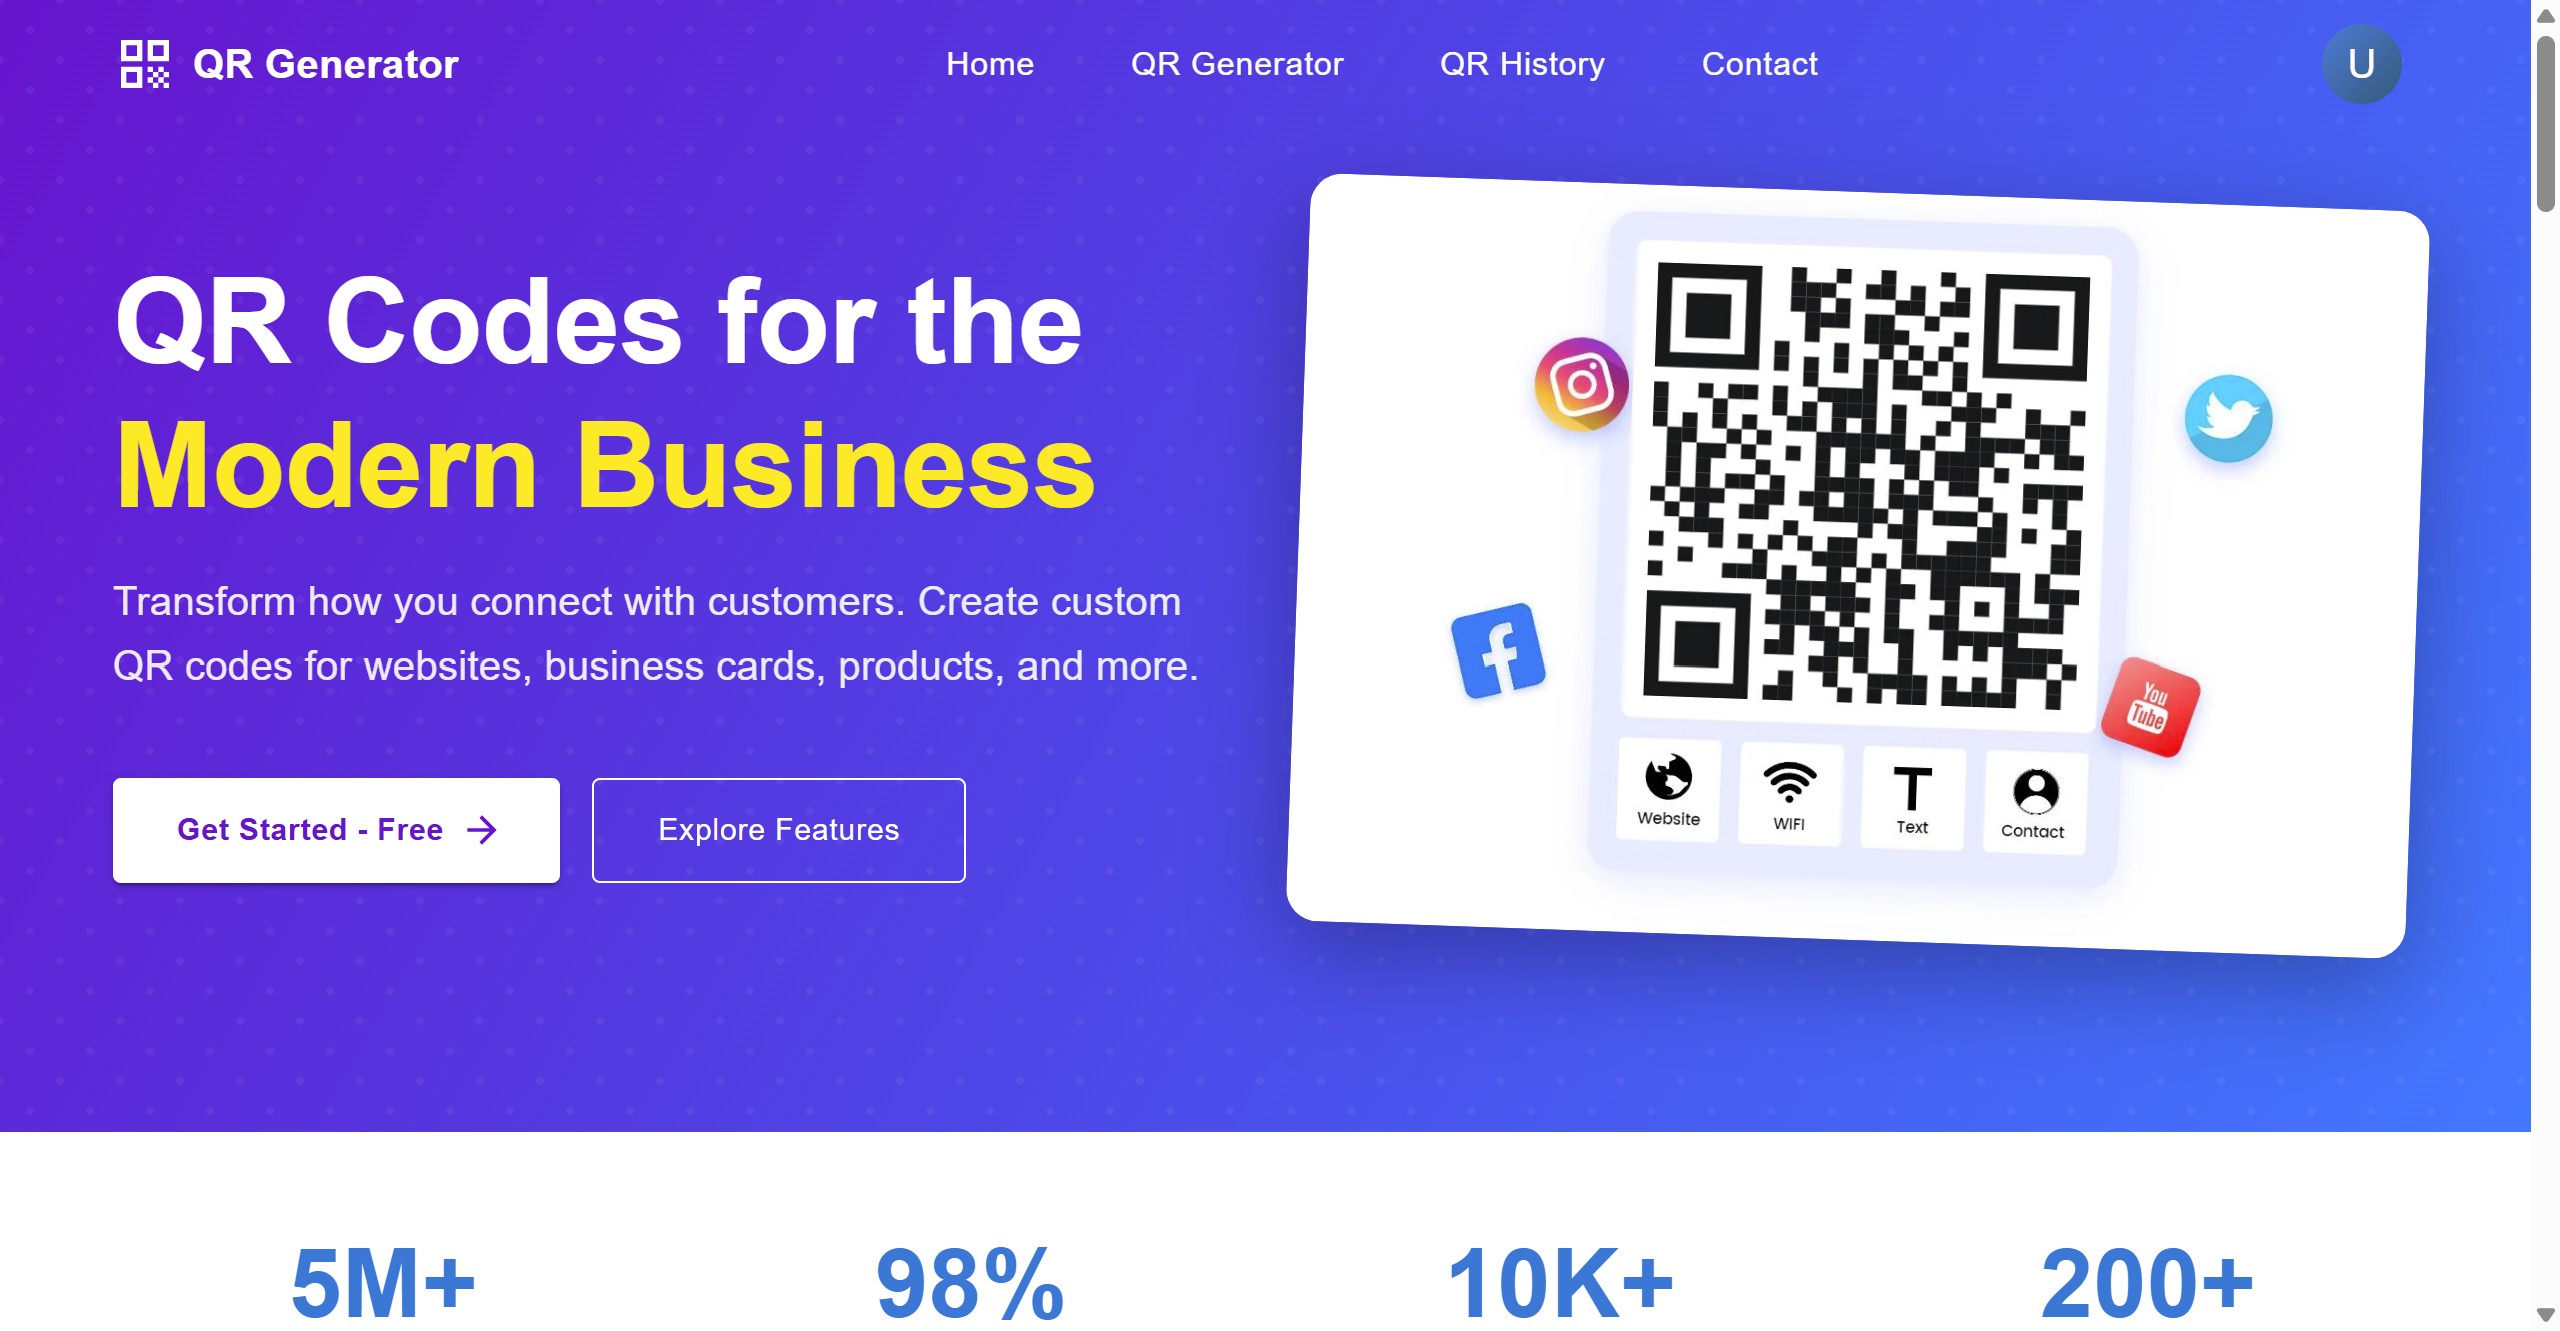 QR Generator
Home
QR Generator
QR History
Contact
U
QR Codes for the
Modern Business
Transform how you connect with customers. Create custom
QR codes for websites, business cards, products, and more.
Get Started - Free
Explore Features
You
Tube
Website
WIFI
Text
Contact
5M+
98%
10K+
200+